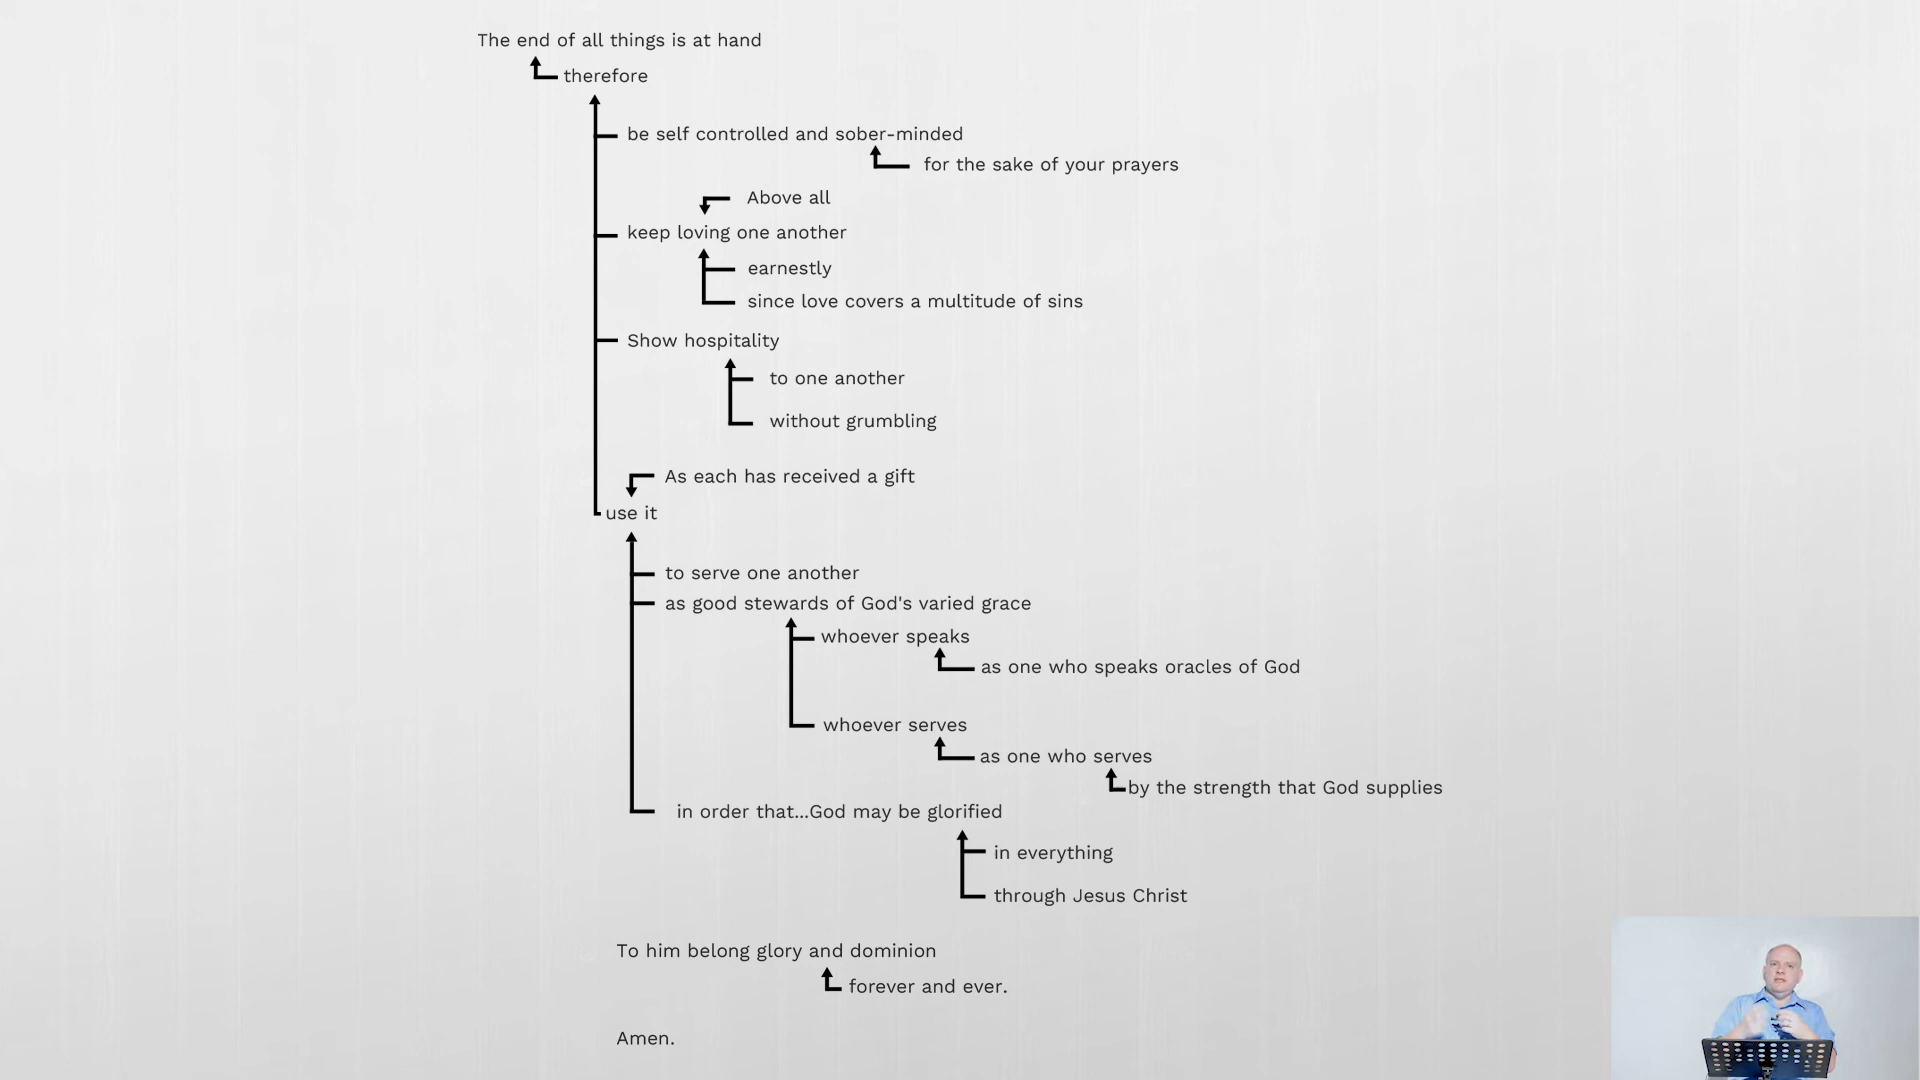 The end of all things is at hand
therefore
be self controlled and sober-minded
for the sake of your prayers
Above all
keep loving one another
earnestly
since love covers a multitude of sins
Show hospitality
to one another
without grumbling
As each has received a gift
use it
to serve one another
as good stewards of God's varied grace
whoever speaks
as one who speaks oracles of God
whoever serves
as one who serves
by the strength that God supplies
in order that...God may be glorified
in everything
through Jesus Christ
To him belong glory and dominion
forever and ever.
Amen.